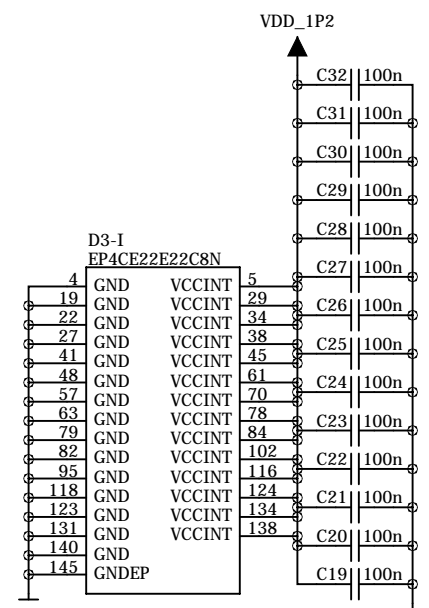 VDD_1P2
C32 100n
C31 100n
C30 100n
C29 100n
C28 100n
D3-I
EP4CE22E22C8N
C27 100n
4 GND VCCINT 5
19 GND VCCINT 29
C26 100n
22 GND VCCINT 34
27 GND VCCINT 38
C25 100n
41 GND VCCINT 45
48 GND VCCINT 61
C24 100n
57 GND VCCINT 70
63 GND VCCINT 78
C23 100n
79 GND VCCINT 84
82 GND VCCINT 102
C22 100n
95 GND VCCINT 116
118 GND VCCINT 124
C21 100n
123 GND VCCINT 134
131 GND VCCINT 138
C20 100n
140 GND
145 GNDEP
C19 100n